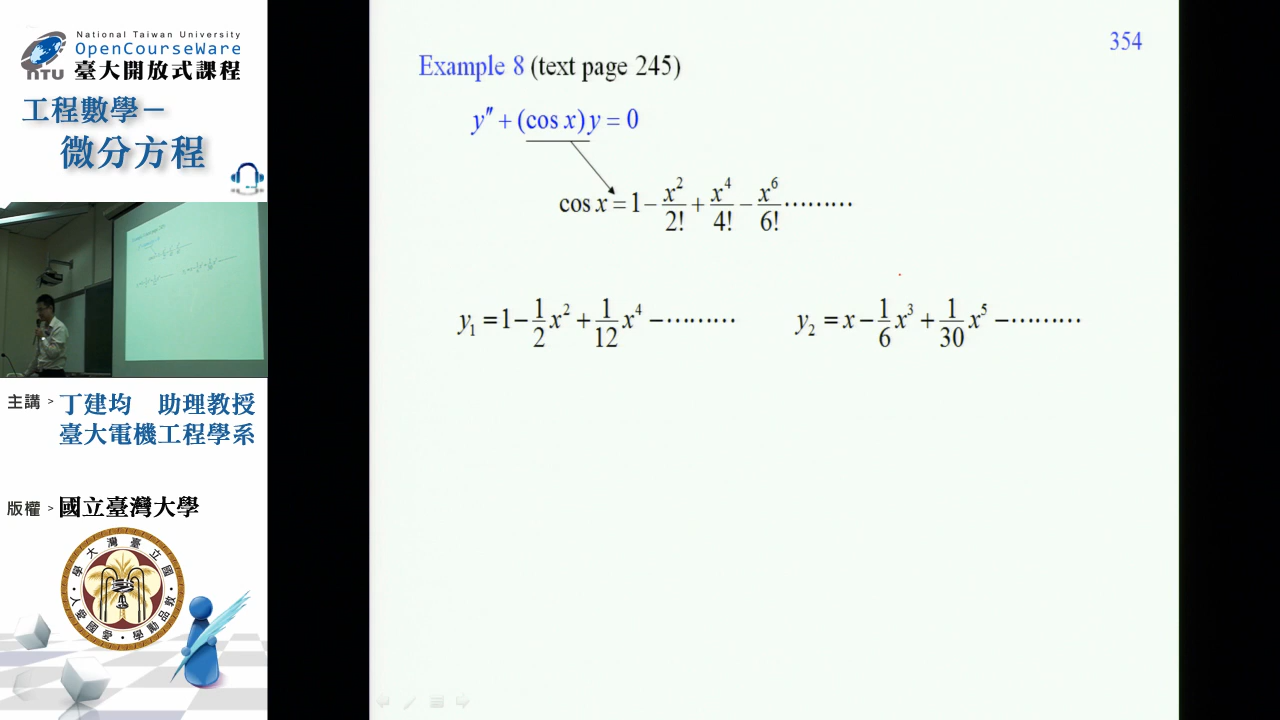 National Taiwan University
OpenCourseWare
NTU 臺大開放式課程
工程數學－
微分方程
主講 > 丁建均 助理教授
臺大電機工程學系
版權 > 國立臺灣大學
354
Example 8 (text page 245)
y″ + (cos x) y = 0
cos x = 1 − x²/2! + x⁴/4! − x⁶/6! ·········
y₁ = 1 − 1/2 x² + 1/12 x⁴ − ········· y₂ = x − 1/6 x³ + 1/30 x⁵ − ·········